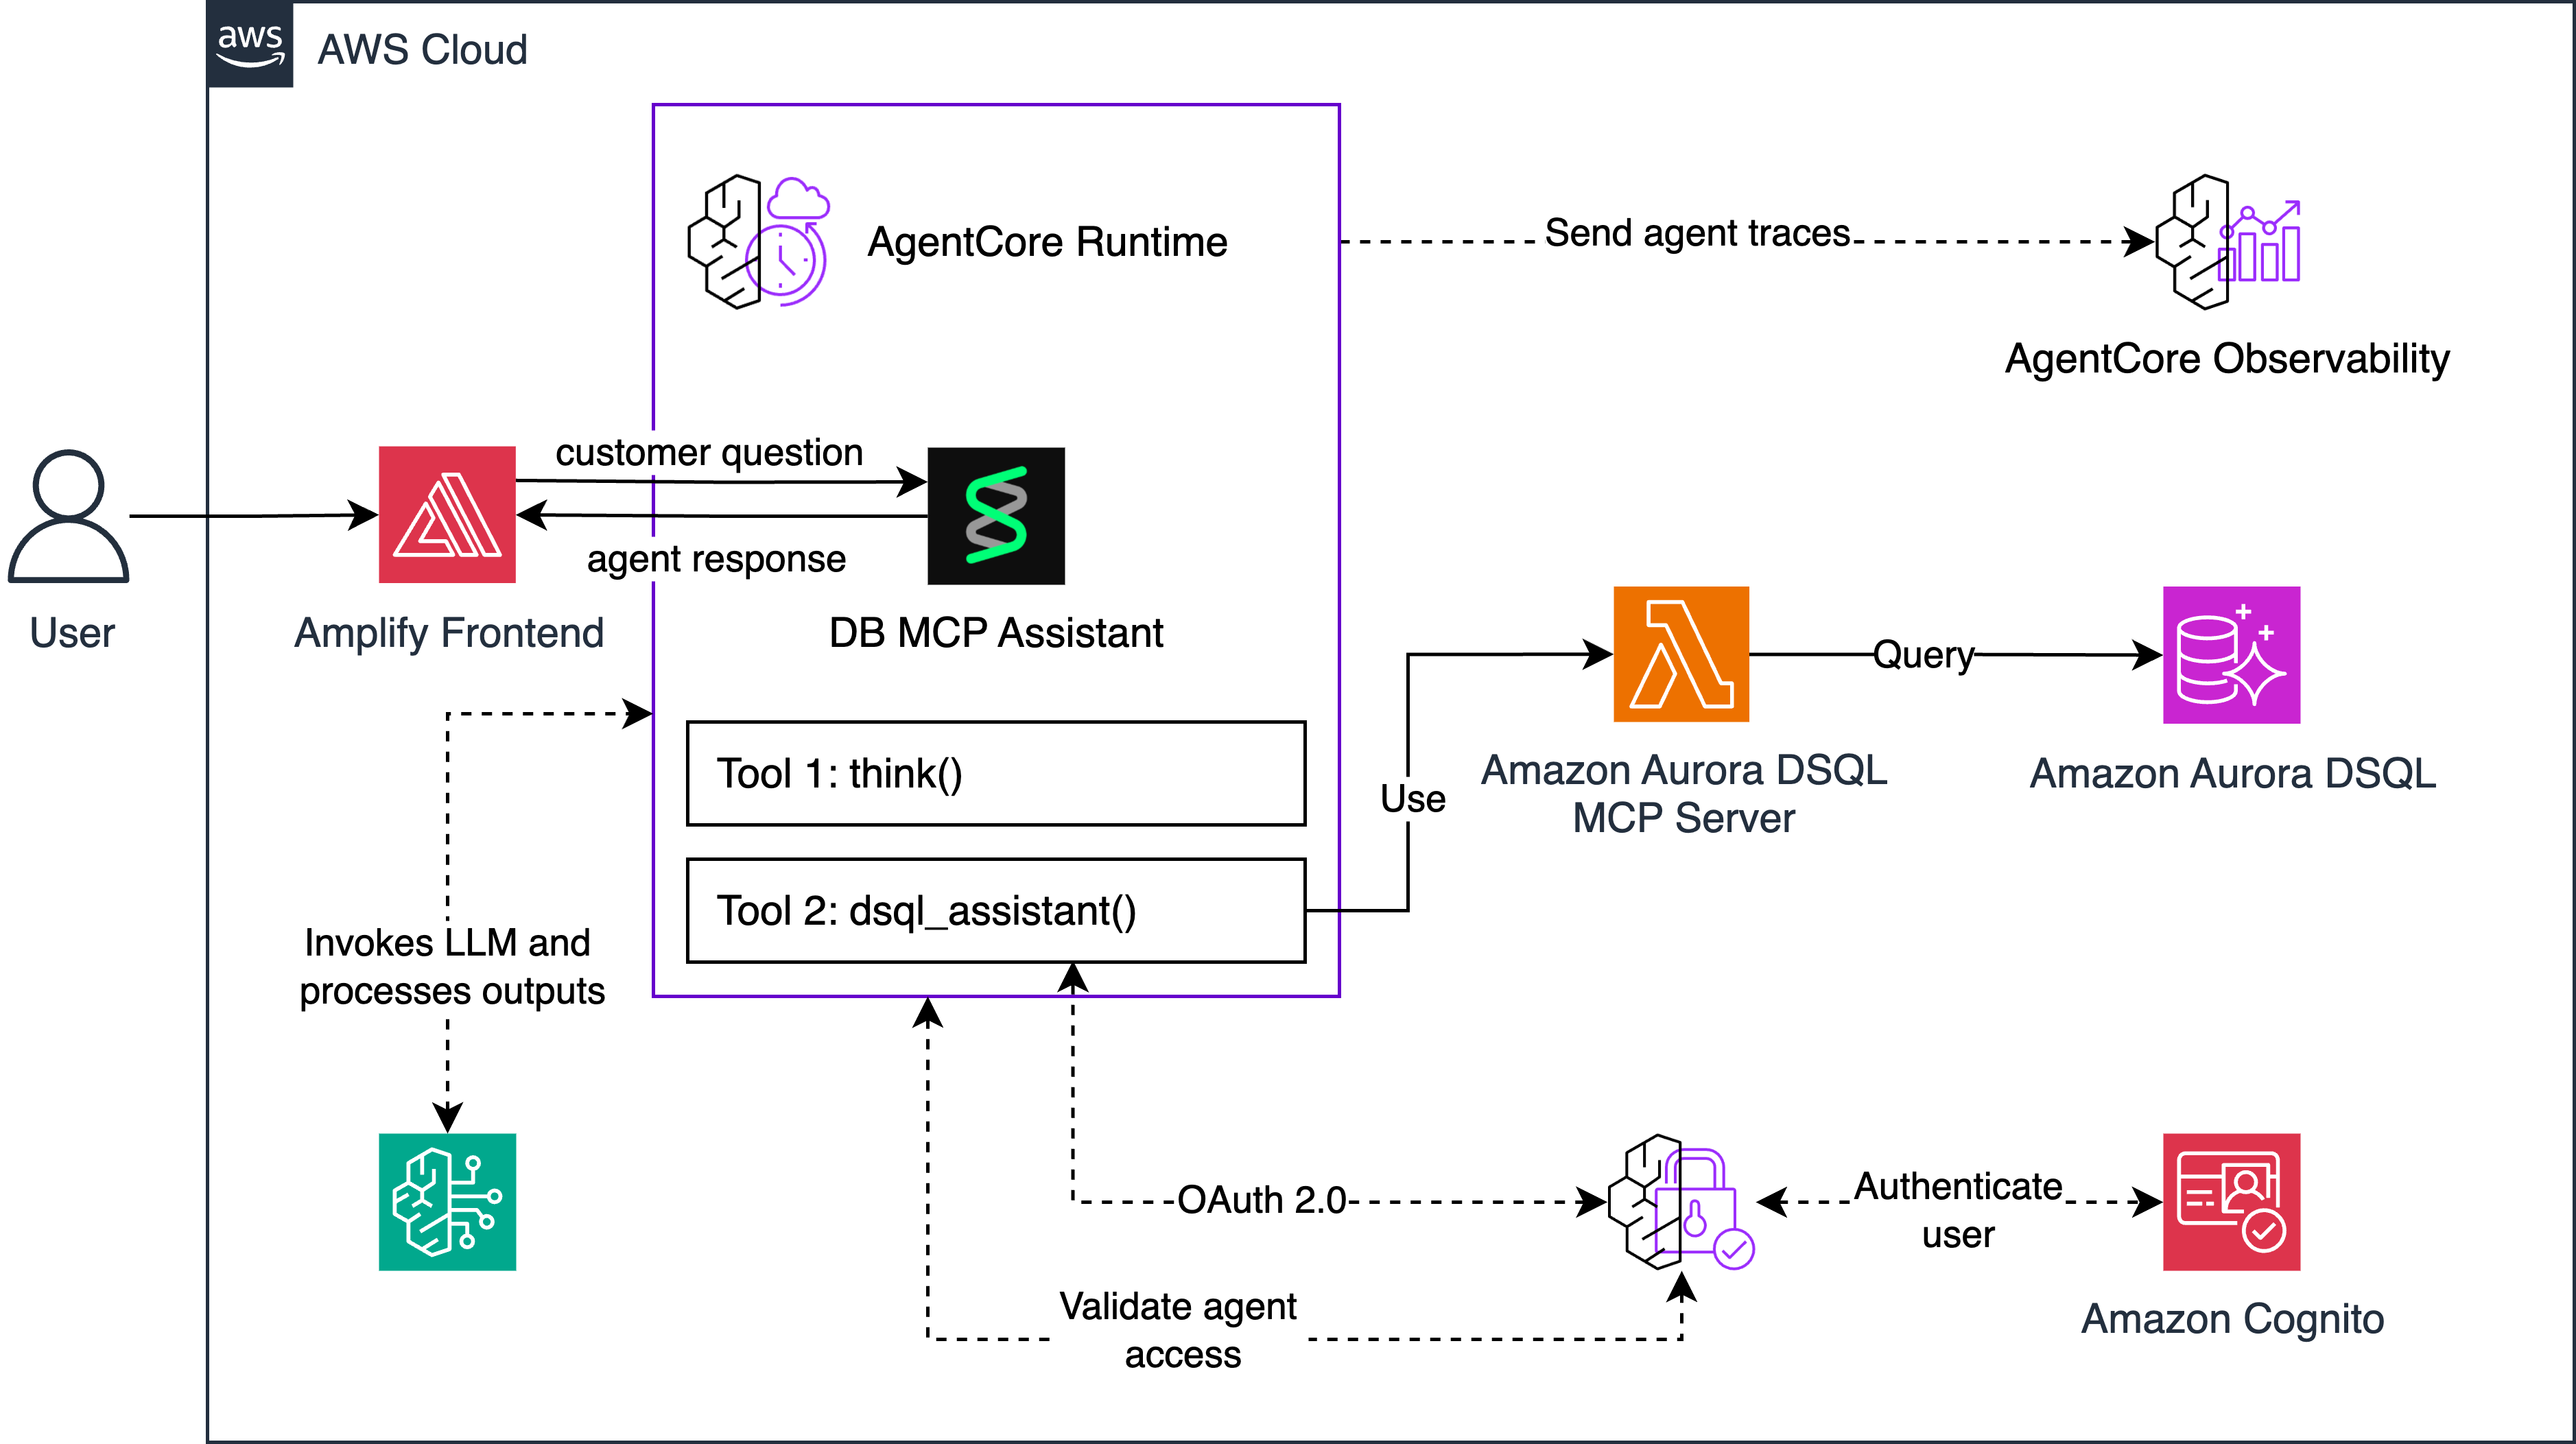 aws
AWS Cloud
AgentCore Runtime
Send agent traces
AgentCore Observability
customer question
agent response
User
Amplify Frontend
DB MCP Assistant
Query
Tool 1: think()
Use
Amazon Aurora DSQL
MCP Server
Amazon Aurora DSQL
Tool 2: dsql_assistant()
Invokes LLM and
processes outputs
OAuth 2.0
Authenticate
user
Validate agent
access
Amazon Cognito